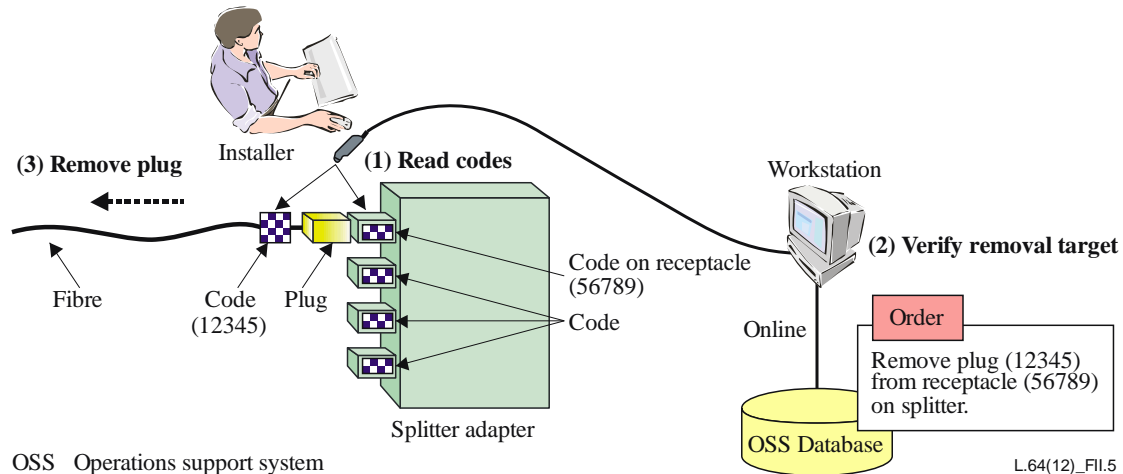 Installer
(1) Read codes
(3) Remove plug
Workstation
(2) Verify removal target
Fibre
Code
(12345)
Plug
Code on receptacle
(56789)
Code
Online
Order
Remove plug (12345)
from receptacle (56789)
on splitter.
Splitter adapter
OSS Database
OSS Operations support system
L.64(12)_FII.5